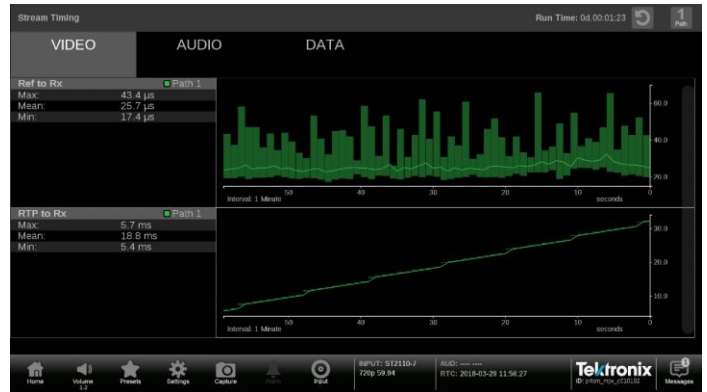 Stream Timing
Run Time: 0d,00:01:23
1
Path
VIDEO
AUDIO
DATA
Ref to Rx
Path 1
Max: 43.4 µs
Mean: 25.7 µs
Min: 17.4 µs
60.0
40.0
20.0
50 40 30 20 10 0
Interval: 1 Minute
seconds
RTP to Rx
Path 1
Max: 5.7 ms
Mean: 18.8 ms
Min: 5.4 ms
30.0
20.0
10.0
50 40 30 20 10 0
Interval: 1 Minute
seconds
Home
Volume
1-2
Presets
Settings
Capture
Alarm
Input
INPUT: ST2110-7
720p 59.94
AUD: ---- ----
RTC: 2018-03-29 11:56:27
Tektronix
Messages